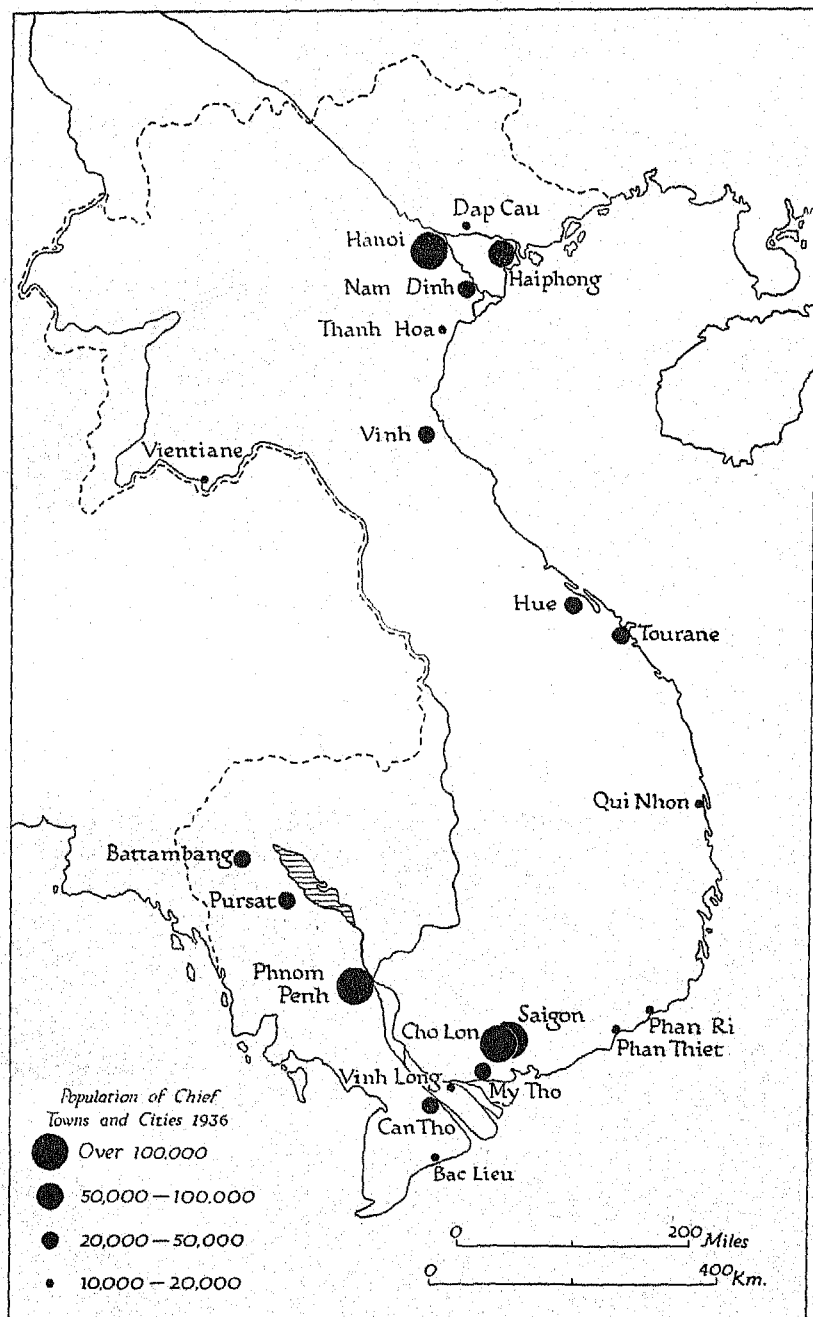 Dap Cau
Hanoi
Haiphong
Nam Dinh
Thanh Hoa
Vinh
Vientiane
Hue
Tourane
Qui Nhon
Battambang
Pursat
Phnom
Penh
Saigon
Cho Lon
Phan Ri
Phan Thiet
Vinh Long
My Tho
Can Tho
Bac Lieu
Population of Chief
Towns and Cities 1936
Over 100,000
50,000—100.000
20,000—50,000
10,000—20,000
0 200 Miles
0 400 Km.